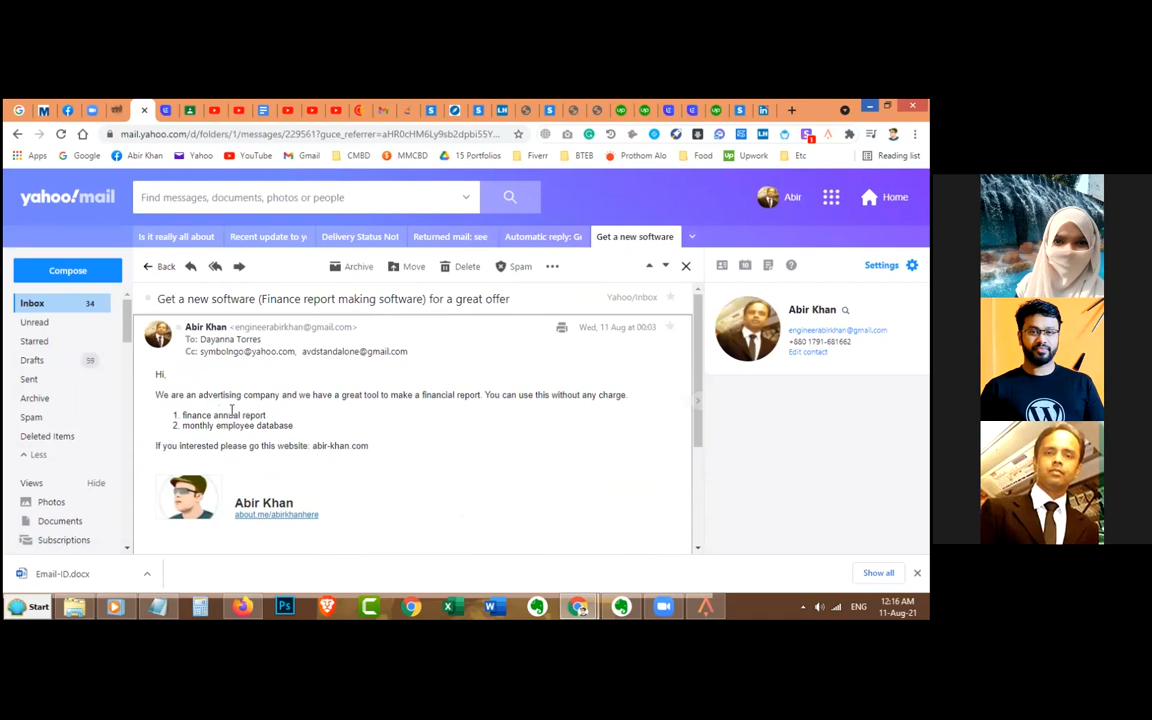 mail.yahoo.com/d/folders/1/messages/229561?guce_referrer=aHR0cHM6Ly9sb2dpbi55Y...
Apps Google Abir Khan Yahoo YouTube Gmail CMBD MMCBD 15 Portfolios Fiverr BTEB Prothom Alo Food Upwork Etc Reading list
yahoo!mail Find messages, documents, photos or people Abir Home
Is it really all about Recent update to y Delivery Status Not Returned mail: see Automatic reply: G Get a new software
Compose Back Archive Move Delete Spam Settings
Inbox 34
Unread
Starred
Drafts 59
Sent
Archive
Spam
Deleted Items
Less
Views Hide
Photos
Documents
Subscriptions
Get a new software (Finance report making software) for a great offer Yahoo/Inbox
Abir Khan <engineerabirkhan@gmail.com> Wed, 11 Aug at 00:03
To: Dayanna Torres
Cc: symbolngo@yahoo.com, avdstandalone@gmail.com
Hi,
We are an advertising company and we have a great tool to make a financial report. You can use this without any charge.
1. finance annual report
2. monthly employee database
If you interested please go this website: abir-khan.com
Abir Khan
about.me/abirkhanhere
Abir Khan
engineerabirkhan@gmail.com
+880 1791-681662
Edit contact
Email-ID.docx Show all
Start ENG 12:16 AM
11-Aug-21